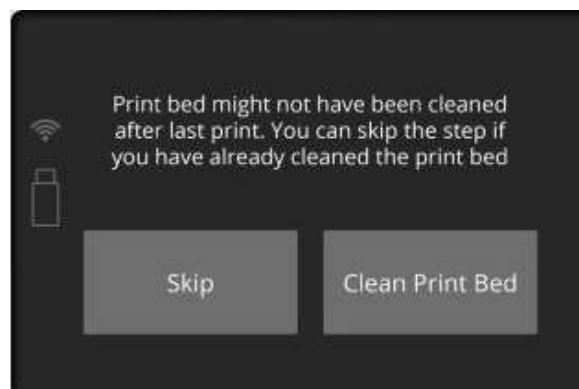 Print bed might not have been cleaned
after last print. You can skip the step if
you have already cleaned the print bed
Skip
Clean Print Bed